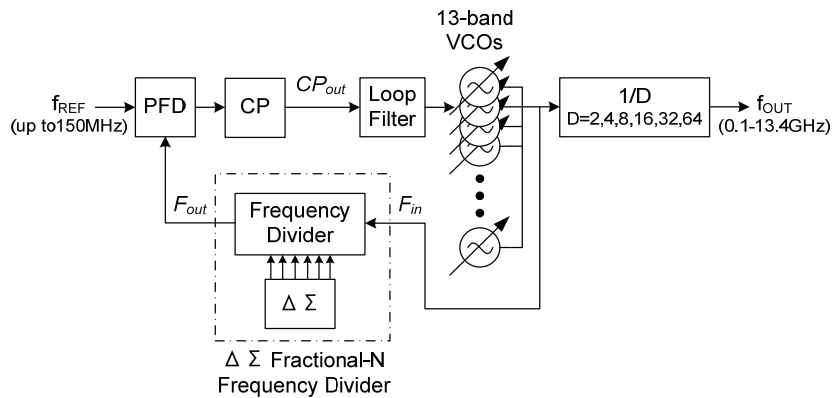 13-band
VCOs
f_REF
(up to150MHz)
PFD
CP
CP_out
Loop
Filter
1/D
D=2,4,8,16,32,64
f_OUT
(0.1-13.4GHz)
F_out
Frequency
Divider
F_in
Δ Σ
Δ Σ Fractional-N
Frequency Divider